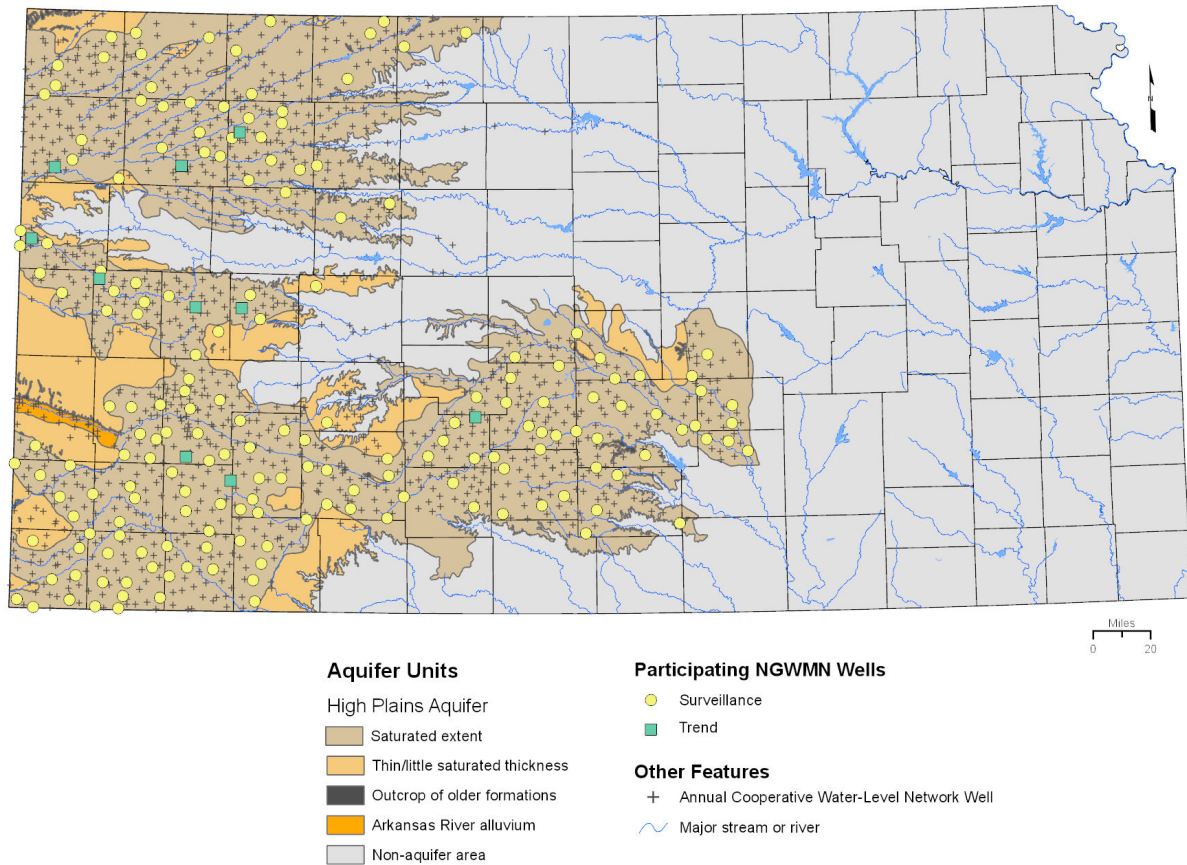 N
Miles
0 20
Aquifer Units
High Plains Aquifer
Saturated extent
Thin/little saturated thickness
Outcrop of older formations
Arkansas River alluvium
Non-aquifer area
Participating NGWMN Wells
Surveillance
Trend
Other Features
Annual Cooperative Water-Level Network Well
Major stream or river